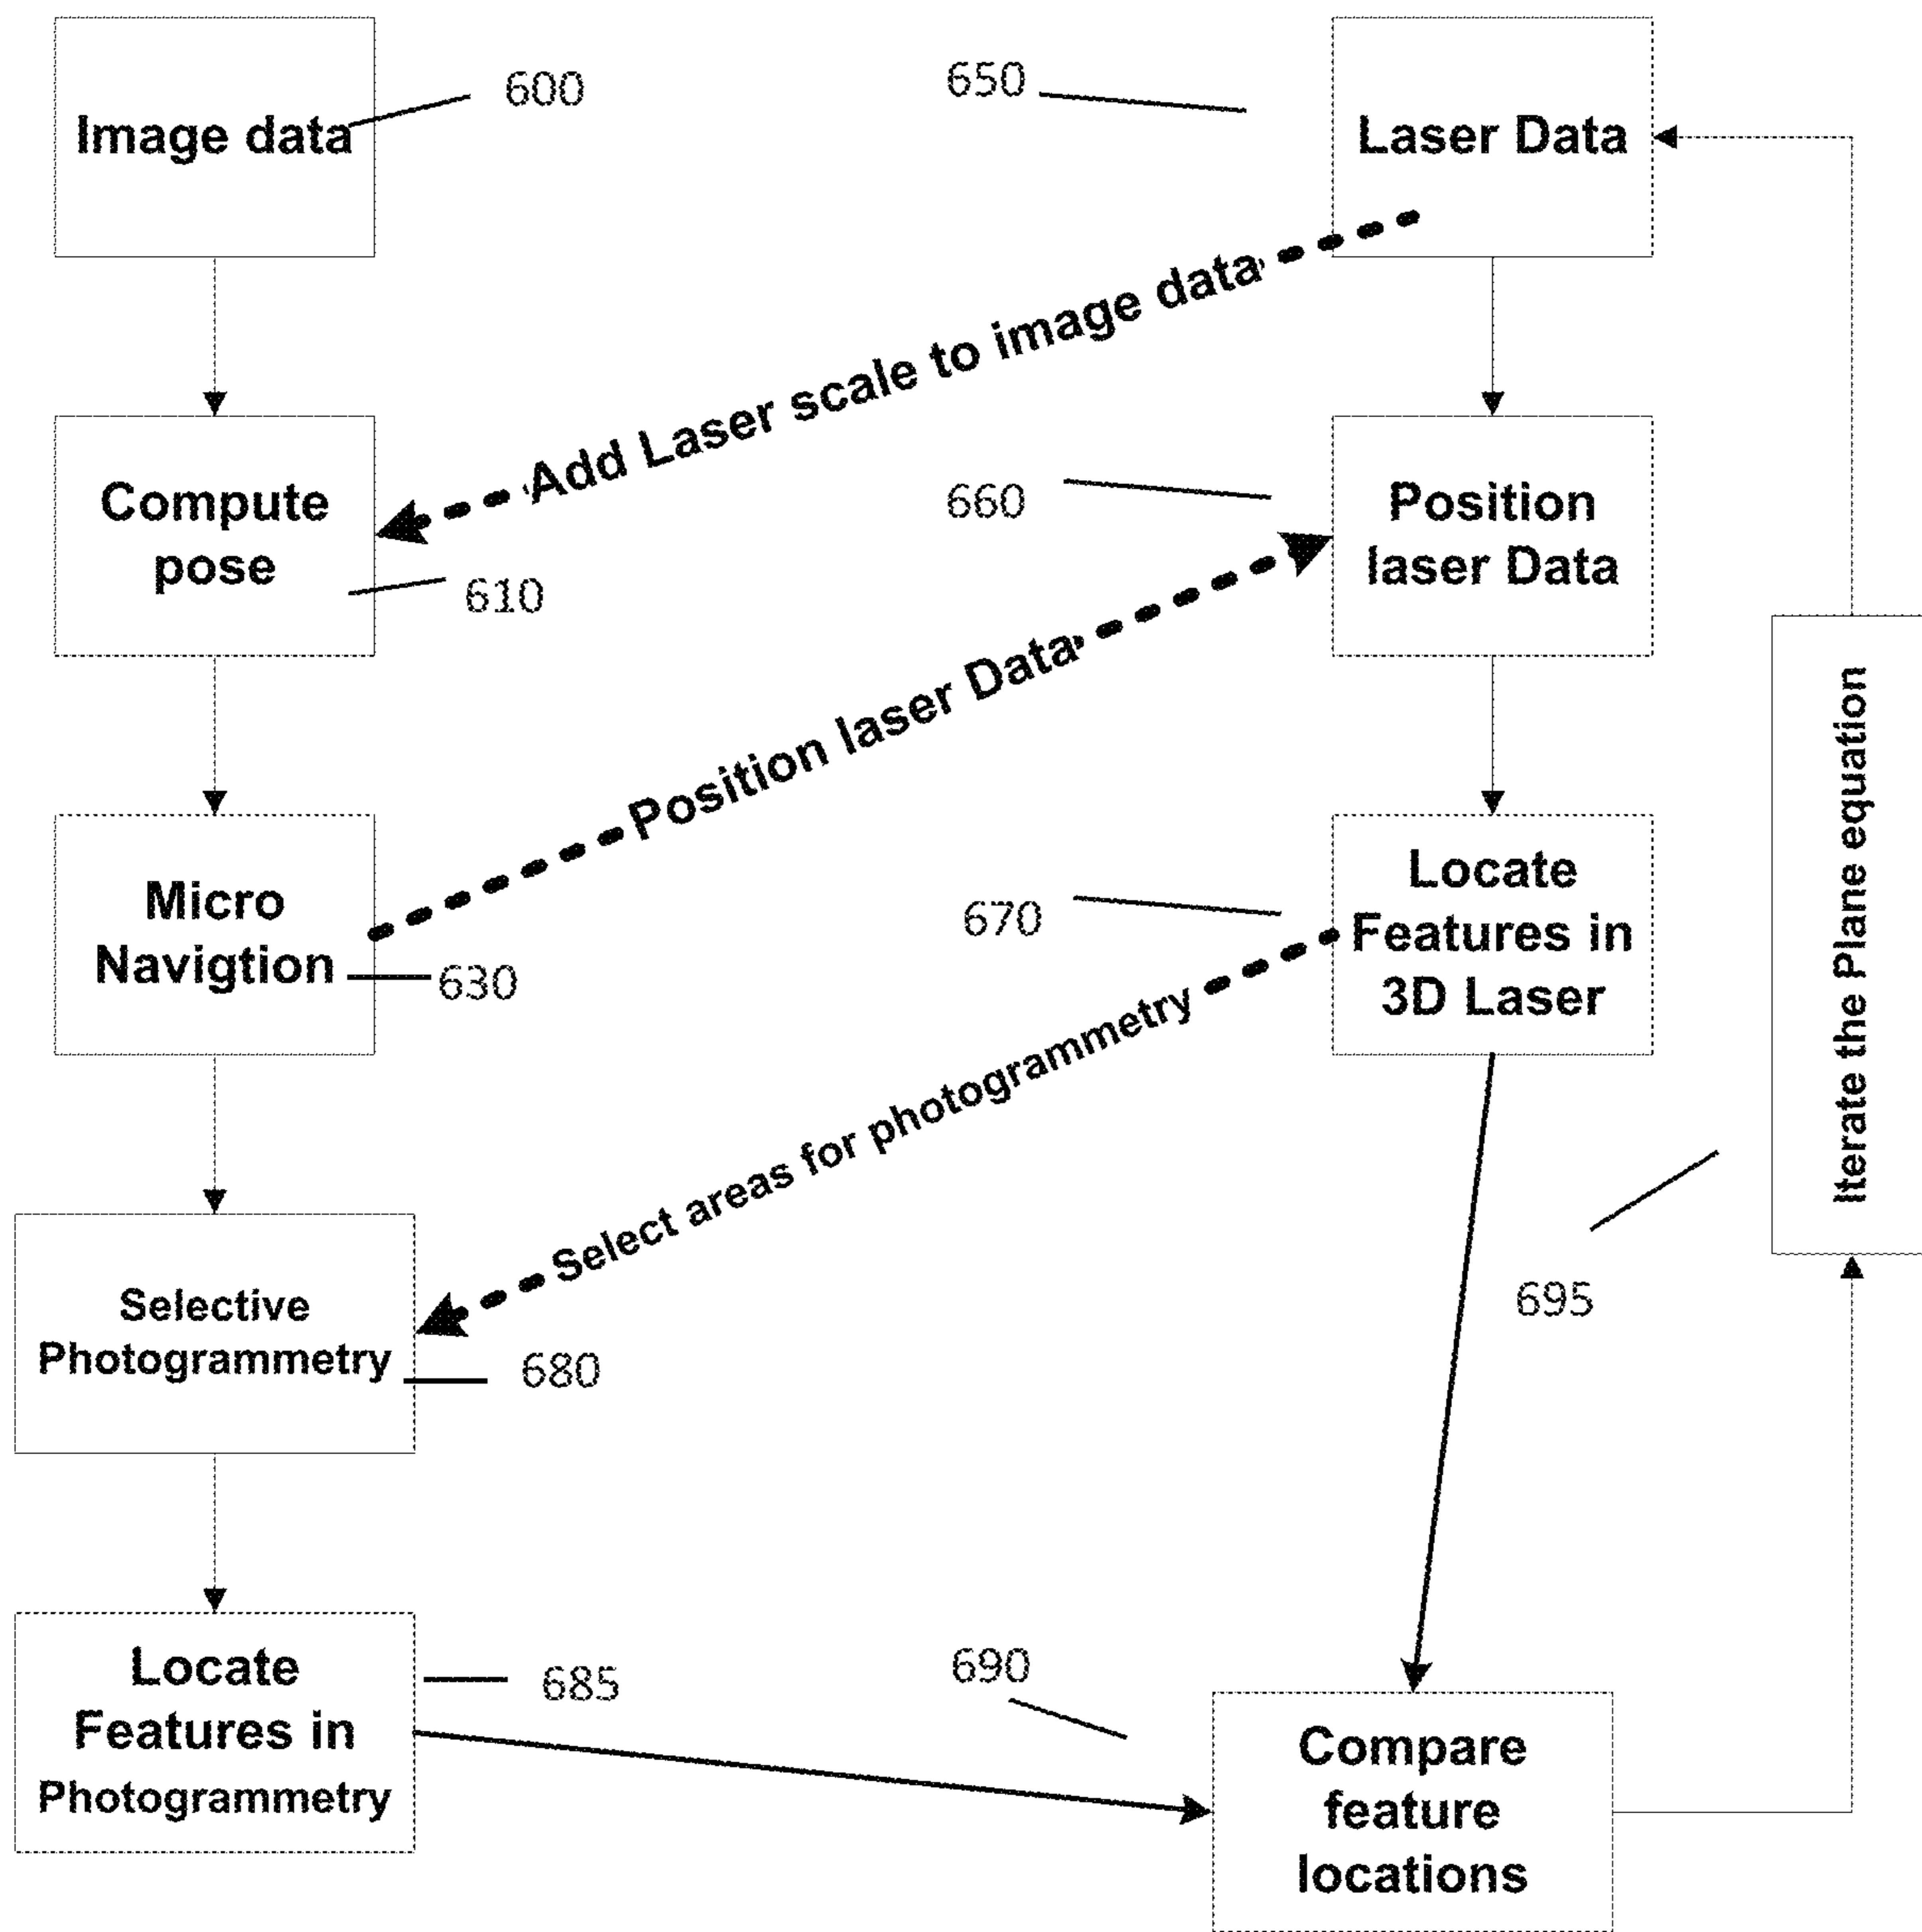 Image data
600
650
Laser Data
Add Laser scale to image data
Compute
pose
610
660
Position
laser Data
Position laser Data
Micro
Navigtion
630
670
Locate
Features in
3D Laser
Iterate the Plane equation
Select areas for photogrammetry
Selective
Photogrammetry
680
695
Locate
Features in
Photogrammetry
685
690
Compare
feature
locations